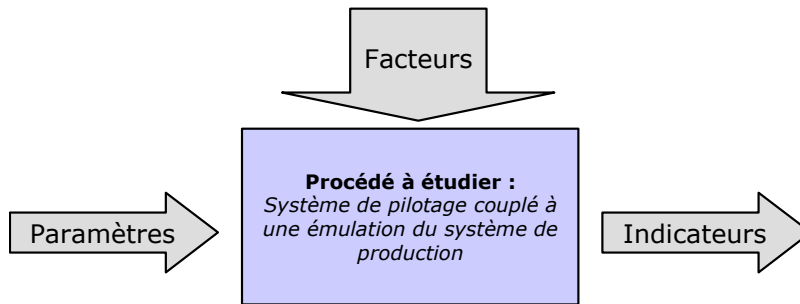 Facteurs
Procédé à étudier :
Système de pilotage couplé à
une émulation du système de
production
Paramètres
Indicateurs